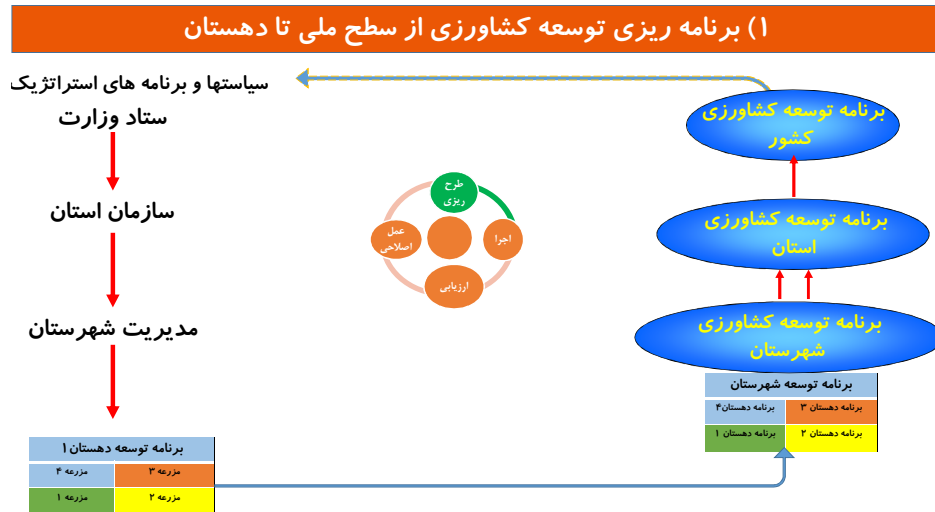 ۱) برنامه ریزی توسعه کشاورزی از سطح ملی تا دهستان
سیاستها و برنامه های استراتژیک
ستاد وزارت
سازمان استان
مدیریت شهرستان
برنامه توسعه دهستان۱
مزرعه ۳
مزرعه ۴
مزرعه ۲
مزرعه ۱
طرح
ریزی
اجرا
ارزیابی
عمل
اصلاحی
برنامه توسعه کشاورزی
کشور
برنامه توسعه کشاورزی
استان
برنامه توسعه کشاورزی
شهرستان
برنامه توسعه شهرستان
برنامه دهستان ۳
برنامه دهستان۴
برنامه دهستان ۲
برنامه دهستان ۱